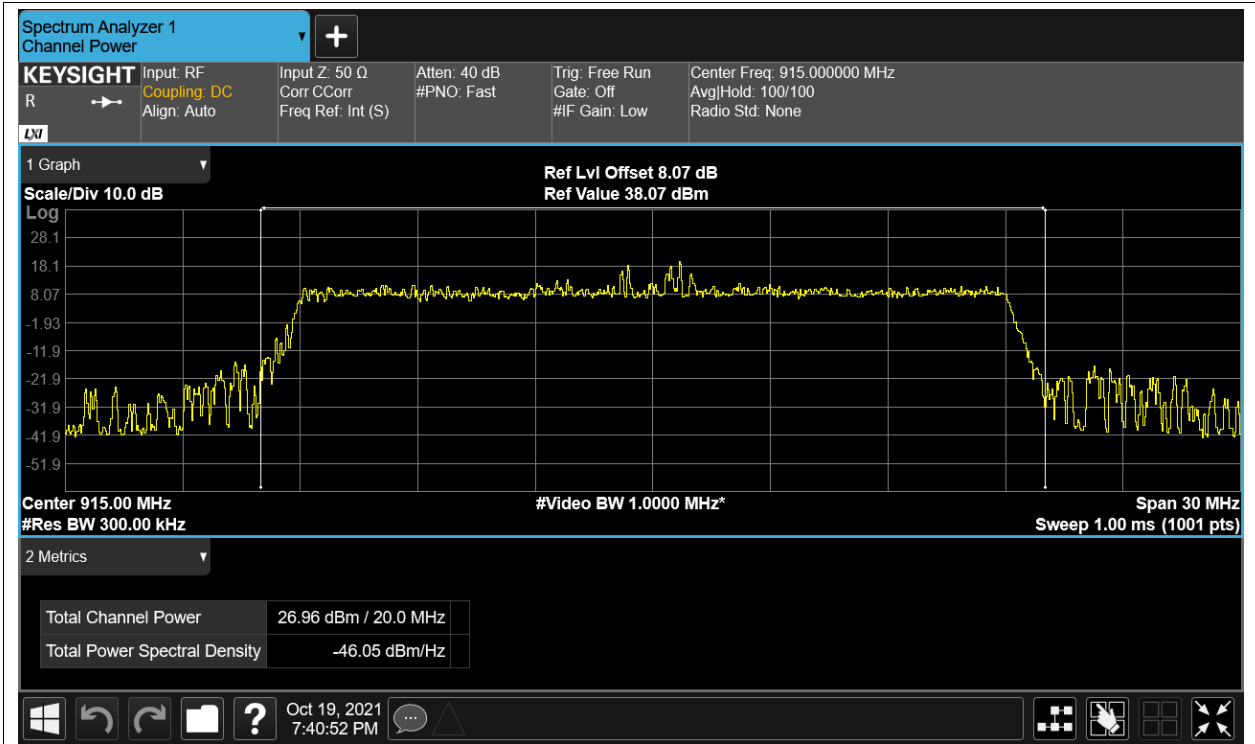 Spectrum Analyzer 1
Channel Power
KEYSIGHT
R
LXI
Input: RF
Coupling: DC
Align: Auto
Input Z: 50 Ω
Corr CCorr
Freq Ref: Int (S)
Atten: 40 dB
#PNO: Fast
Trig: Free Run
Gate: Off
#IF Gain: Low
Center Freq: 915.000000 MHz
Avg|Hold: 100/100
Radio Std: None
1 Graph
Scale/Div 10.0 dB
Ref Lvl Offset 8.07 dB
Ref Value 38.07 dBm
Log
28.1
18.1
8.07
-1.93
-11.9
-21.9
-31.9
-41.9
-51.9
Center 915.00 MHz
#Res BW 300.00 kHz
#Video BW 1.0000 MHz*
Span 30 MHz
Sweep 1.00 ms (1001 pts)
2 Metrics
Total Channel Power 26.96 dBm / 20.0 MHz
Total Power Spectral Density -46.05 dBm/Hz
?
Oct 19, 2021
7:40:52 PM